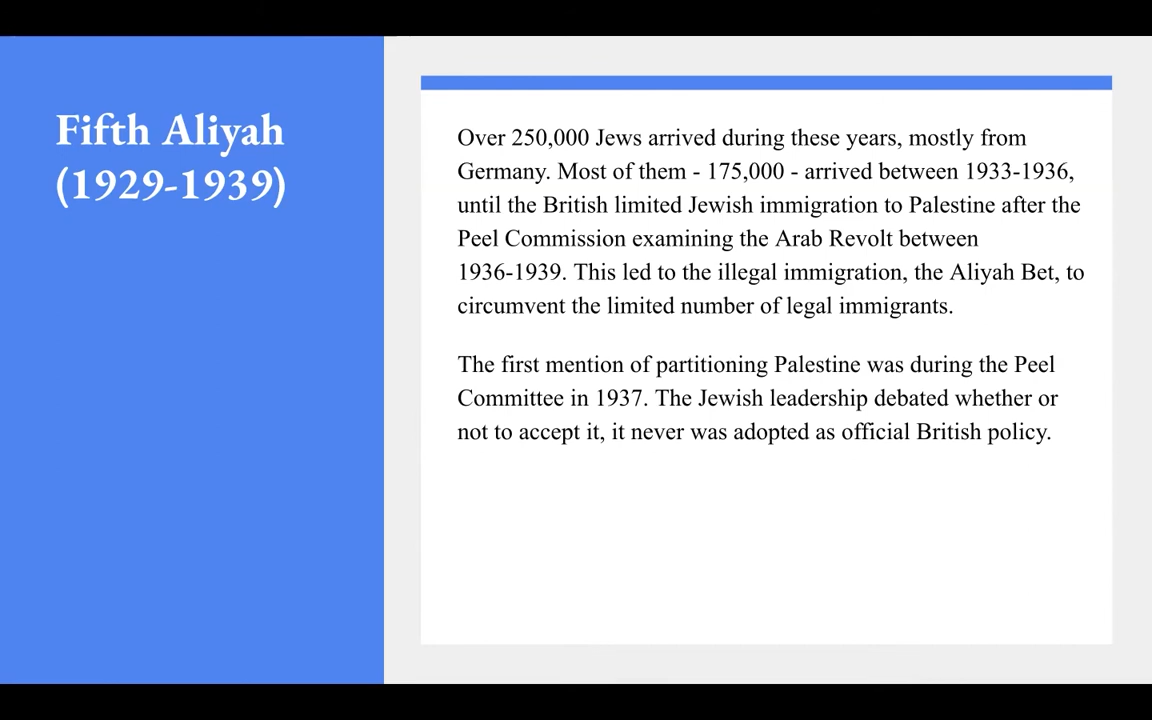 Fifth Aliyah
(1929-1939)
Over 250,000 Jews arrived during these years, mostly from
Germany. Most of them - 175,000 - arrived between 1933-1936,
until the British limited Jewish immigration to Palestine after the
Peel Commission examining the Arab Revolt between
1936-1939. This led to the illegal immigration, the Aliyah Bet, to
circumvent the limited number of legal immigrants.
The first mention of partitioning Palestine was during the Peel
Committee in 1937. The Jewish leadership debated whether or
not to accept it, it never was adopted as official British policy.